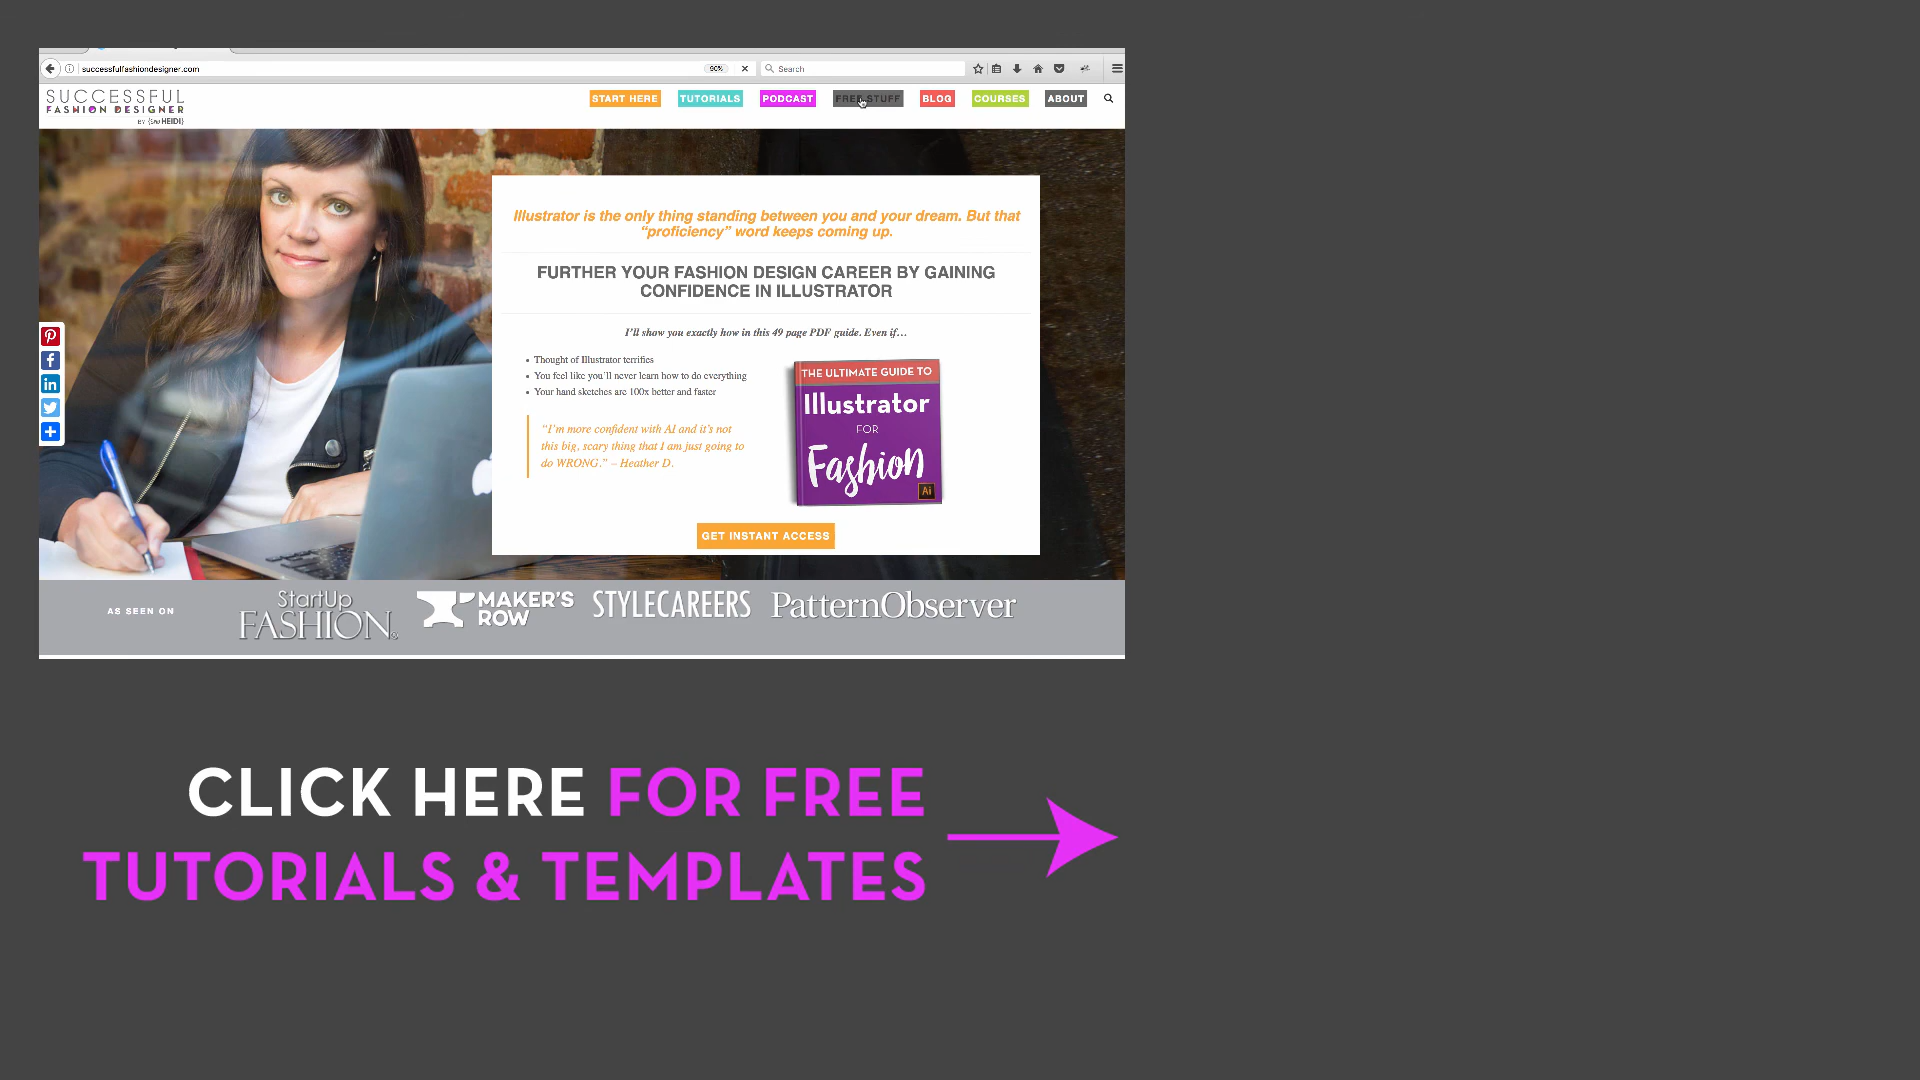 successfulfashiondesigner.com
90%
Search
SUCCESSFUL
FASHION DESIGNER
BY {sew HEIDI}
START HERE
TUTORIALS
PODCAST
FREE STUFF
BLOG
COURSES
ABOUT
Illustrator is the only thing standing between you and your dream. But that
“proficiency” word keeps coming up.
FURTHER YOUR FASHION DESIGN CAREER BY GAINING
CONFIDENCE IN ILLUSTRATOR
I’ll show you exactly how in this 49 page PDF guide. Even if…
• Thought of Illustrator terrifies
• You feel like you’ll never learn how to do everything
• Your hand sketches are 100x better and faster
“I’m more confident with AI and it’s not
this big, scary thing that I am just going to
do WRONG.” – Heather D.
THE ULTIMATE GUIDE TO
Illustrator
FOR
Fashion
Ai
GET INSTANT ACCESS
AS SEEN ON
StartUp
FASHION®
MAKER'S
ROW
STYLECAREERS
PatternObserver
CLICK HERE FOR FREE
TUTORIALS & TEMPLATES